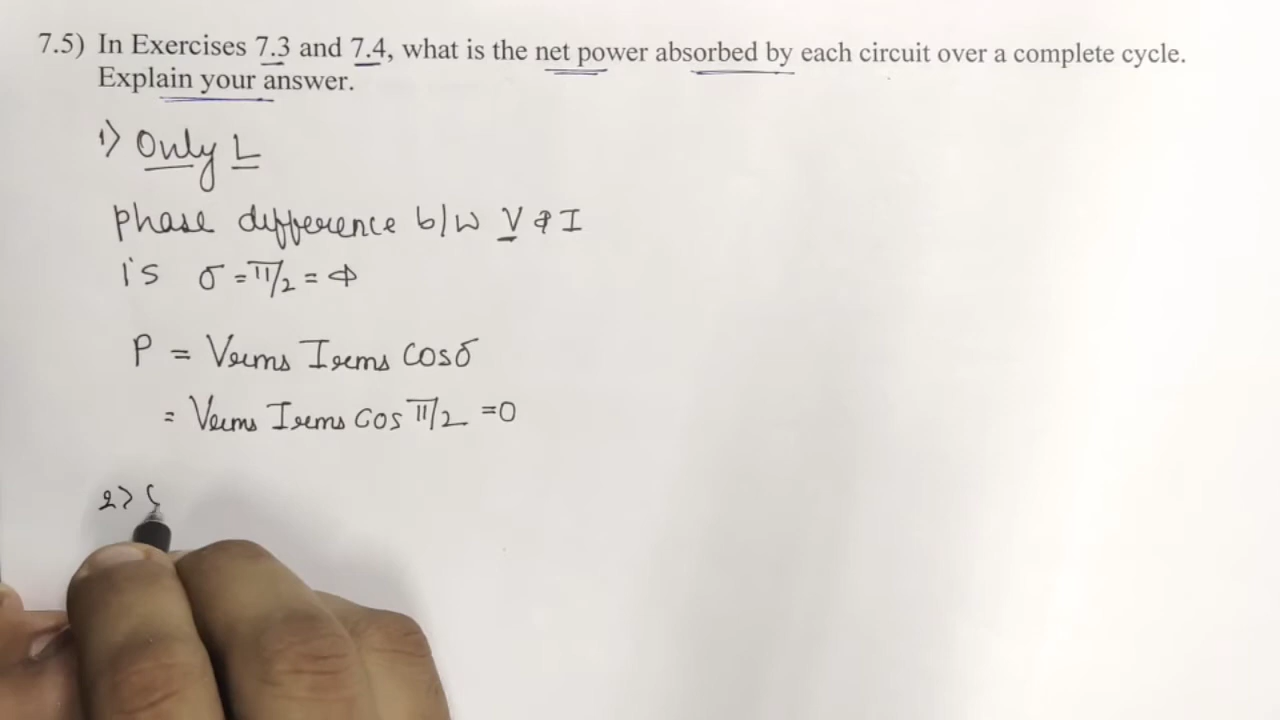 7.5) In Exercises 7.3 and 7.4, what is the net power absorbed by each circuit over a complete cycle.
Explain your answer.
1) Only L
phase difference b/w V & I
is σ = π/2 = Φ
P = Vrms Irms Cosσ
= Vrms Irms Cos π/2 = 0
2)